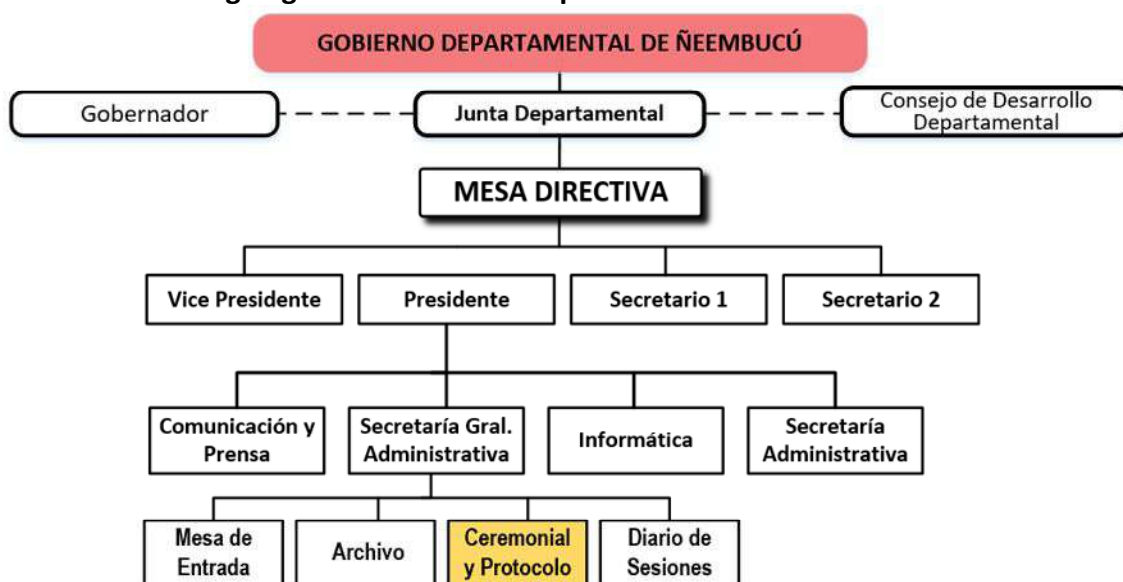 GOBIERNO DEPARTAMENTAL DE ÑEEMBUCÚ
Gobernador
Junta Departamental
Consejo de Desarrollo
Departamental
MESA DIRECTIVA
Vice Presidente
Presidente
Secretario 1
Secretario 2
Comunicación y
Prensa
Secretaría Gral.
Administrativa
Informática
Secretaría
Administrativa
Mesa de
Entrada
Archivo
Ceremonial
y Protocolo
Diario de
Sesiones